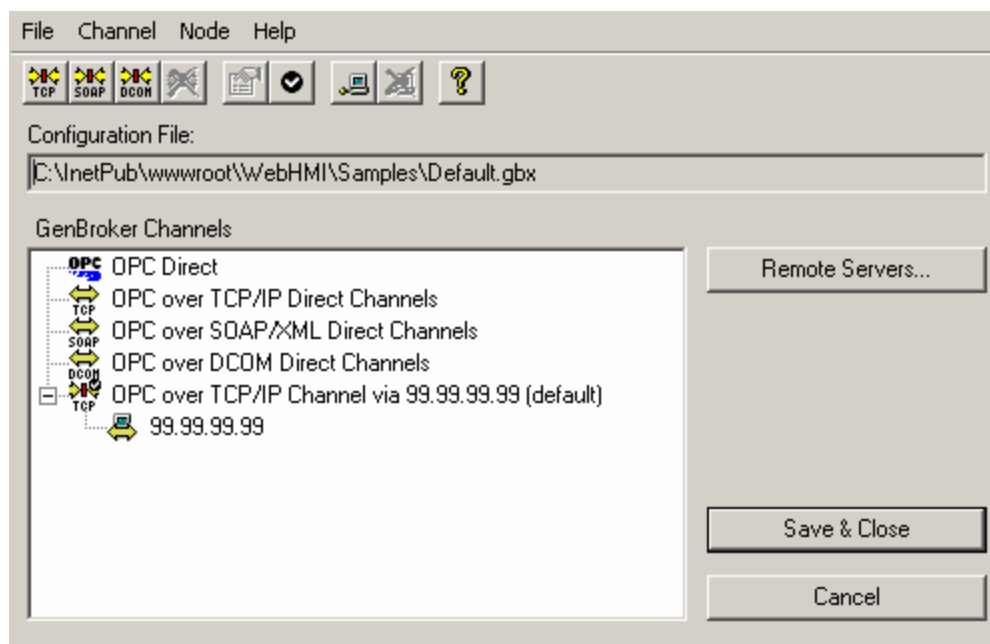 File Channel Node Help
TCP SOAP DCOM
Configuration File:
C:\InetPub\wwwroot\WebHMI\Samples\Default.gbx
GenBroker Channels
OPC OPC Direct
TCP OPC over TCP/IP Direct Channels
SOAP OPC over SOAP/XML Direct Channels
DCOM OPC over DCOM Direct Channels
TCP OPC over TCP/IP Channel via 99.99.99.99 (default)
99.99.99.99
Remote Servers...
Save & Close
Cancel